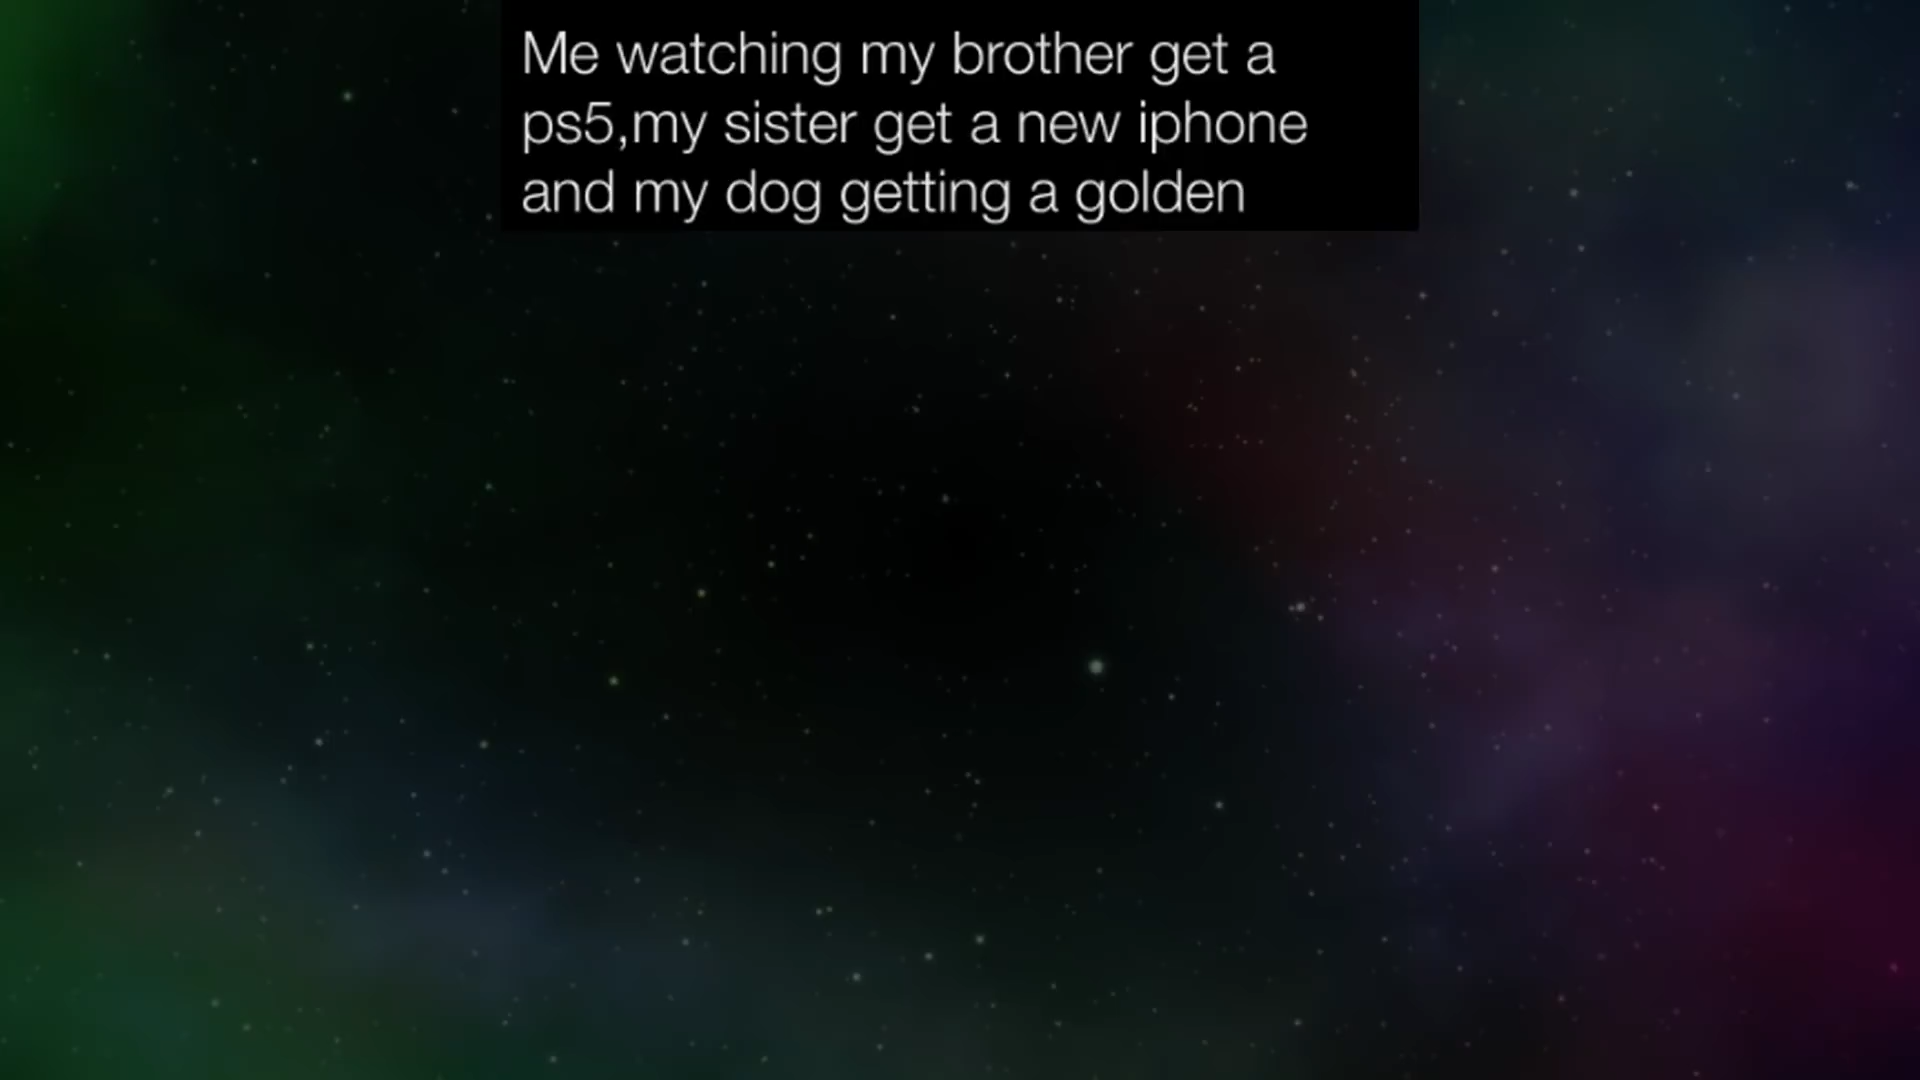 Me watching my brother get a
ps5,my sister get a new iphone
and my dog getting a golden